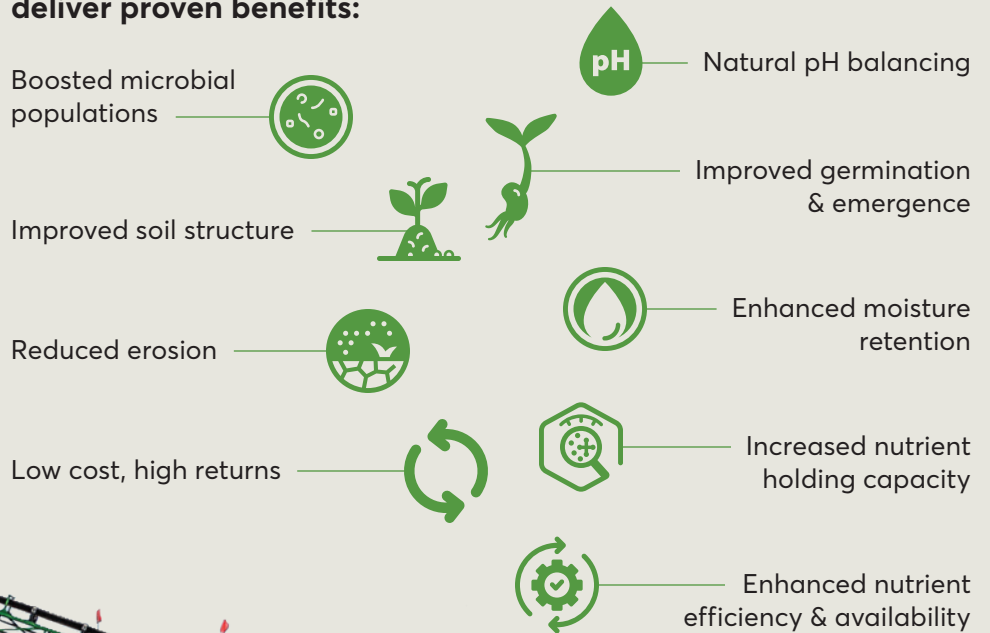 deliver proven benefits:
Boosted microbial
populations
Improved soil structure
Reduced erosion
Low cost, high returns
pH
Natural pH balancing
Improved germination
& emergence
Enhanced moisture
retention
Increased nutrient
holding capacity
Enhanced nutrient
efficiency & availability